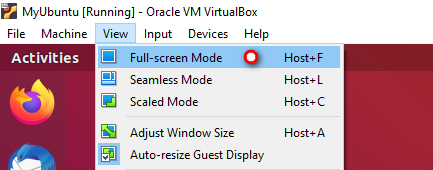 MyUbuntu [Running] - Oracle VM VirtualBox
File Machine View Input Devices Help
Activities
Full-screen Mode Host+F
Seamless Mode Host+L
Scaled Mode Host+C
Adjust Window Size Host+A
Auto-resize Guest Display